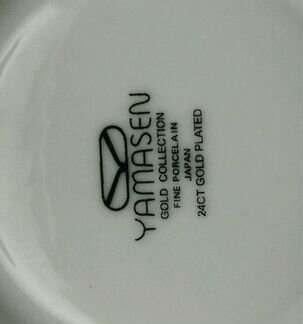 YAMASEN
GOLD COLLECTION
FINE PORCELAIN
JAPAN
24CT GOLD PLATED